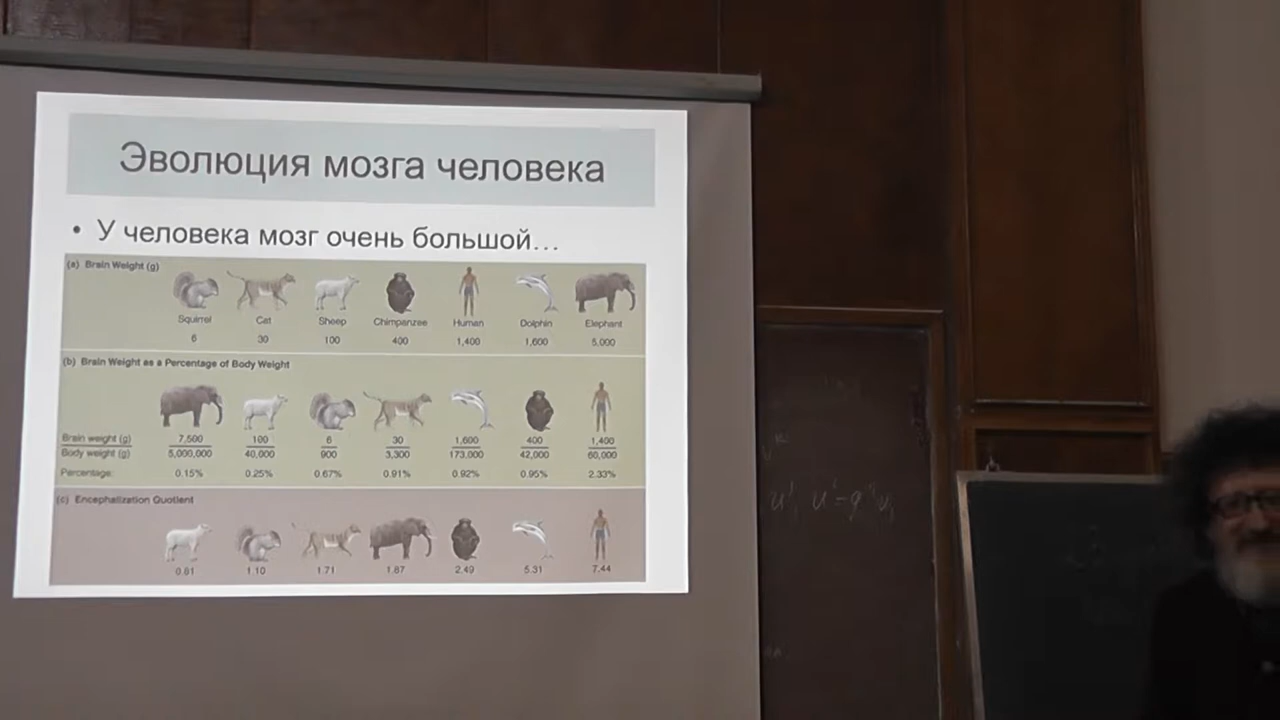 Эволюция мозга человека
• У человека мозг очень большой...
(a) Brain Weight (g)
Squirrel Cat Sheep Chimpanzee Human Dolphin Elephant
6 30 100 400 1,400 1,600 5,000
(b) Brain Weight as a Percentage of Body Weight
Brain weight (g) 7,500 100 6 30 1,600 400 1,400
Body weight (g) 5,000,000 40,000 900 3,300 173,000 42,000 60,000
Percentage: 0.15% 0.25% 0.67% 0.91% 0.92% 0.95% 2.33%
(c) Encephalization Quotient
0.81 1.10 1.71 1.87 2.49 5.31 7.44